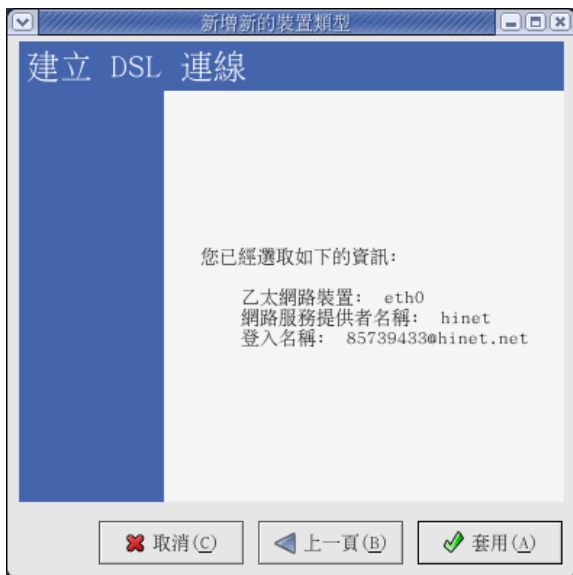 新增新的裝置類型
建立 DSL 連線
您已經選取如下的資訊:
乙太網路裝置: eth0
網路服務提供者名稱: hinet
登入名稱: 85739433@hinet.net
取消(C)
上一頁(B)
套用(A)